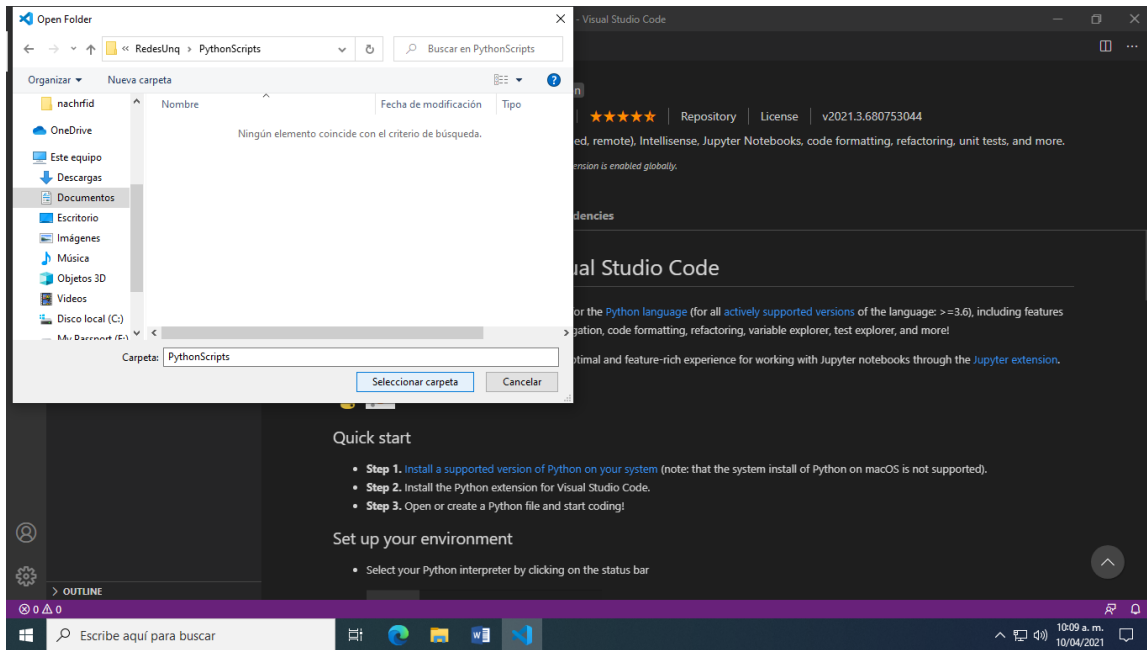 Open Folder
- Visual Studio Code
« RedesUnq > PythonScripts
Buscar en PythonScripts
Organizar
Nueva carpeta
nachrfid
OneDrive
Este equipo
Descargas
Documentos
Escritorio
Imágenes
Música
Objetos 3D
Videos
Disco local (C:)
My Passport (F:)
Nombre
Fecha de modificación
Tipo
Ningún elemento coincide con el criterio de búsqueda.
Carpeta: PythonScripts
Seleccionar carpeta
Cancelar
n
Repository
License
v2021.3.680753044
ed, remote), Intellisense, Jupyter Notebooks, code formatting, refactoring, unit tests, and more.
ension is enabled globally.
dencies
ual Studio Code
or the Python language (for all actively supported versions of the language: >=3.6), including features
gation, code formatting, refactoring, variable explorer, test explorer, and more!
otimal and feature-rich experience for working with Jupyter notebooks through the Jupyter extension.
Quick start
• Step 1. Install a supported version of Python on your system (note: that the system install of Python on macOS is not supported).
• Step 2. Install the Python extension for Visual Studio Code.
• Step 3. Open or create a Python file and start coding!
Set up your environment
• Select your Python interpreter by clicking on the status bar
> OUTLINE
0 0
Escribe aquí para buscar
10:09 a. m.
10/04/2021